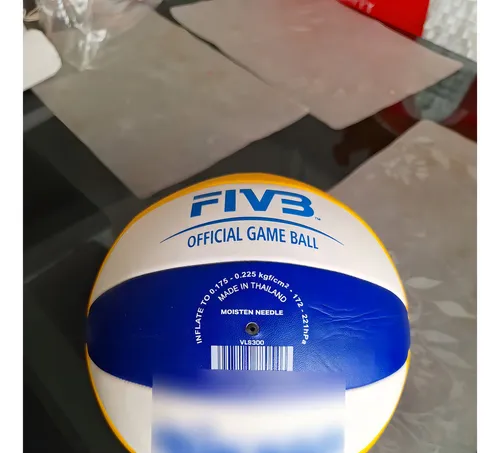 FIVB™
OFFICIAL GAME BALL
INFLATE TO 0.175 - 0.225 kgf/cm² - 172 - 221hPa
MADE IN THAILAND
MOISTEN NEEDLE
VLS300